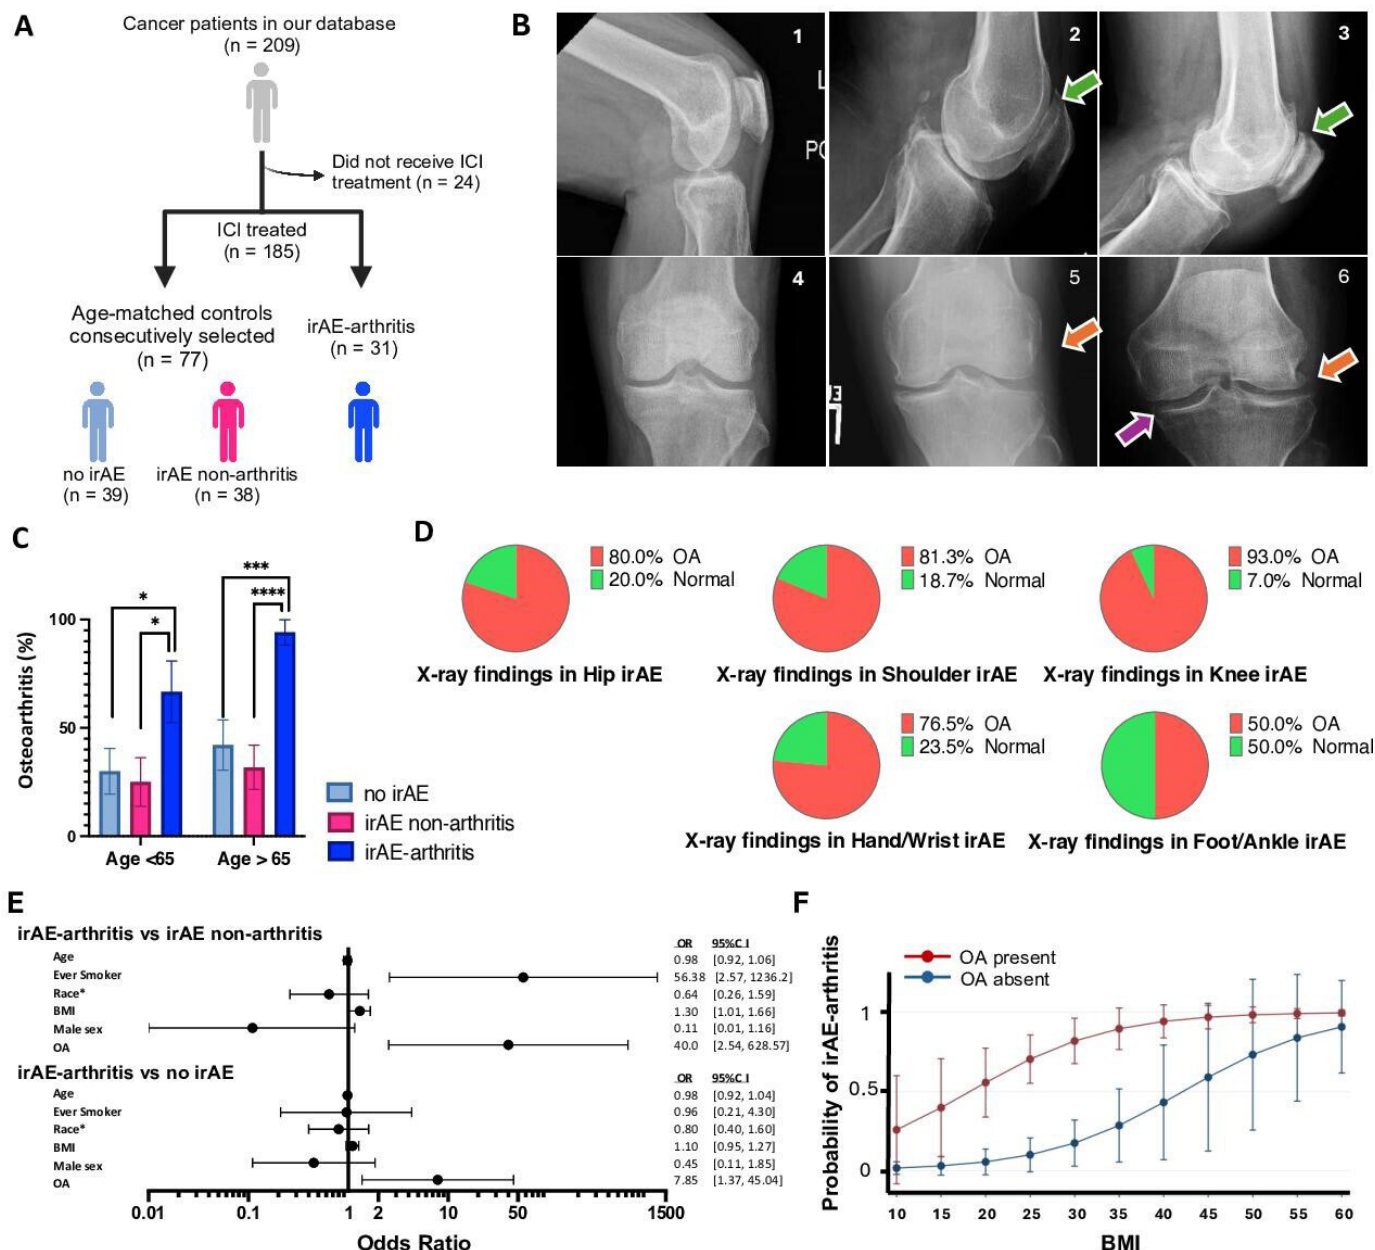 A
Cancer patients in our database
(n = 209)
Did not receive ICI
treatment (n = 24)
ICI treated
(n = 185)
Age-matched controls
consecutively selected
(n = 77)
irAE-arthritis
(n = 31)
no irAE
(n = 39)
irAE non-arthritis
(n = 38)
B
1
L
PO
2
3
4
5
6
C
Osteoarthritis (%)
100
50
0
*
*
***
****
Age <65
Age > 65
no irAE
irAE non-arthritis
irAE-arthritis
D
80.0% OA
20.0% Normal
X-ray findings in Hip irAE
81.3% OA
18.7% Normal
X-ray findings in Shoulder irAE
93.0% OA
7.0% Normal
X-ray findings in Knee irAE
76.5% OA
23.5% Normal
X-ray findings in Hand/Wrist irAE
50.0% OA
50.0% Normal
X-ray findings in Foot/Ankle irAE
E
irAE-arthritis vs irAE non-arthritis
OR 95%C I
Age 0.98 [0.92, 1.06]
Ever Smoker 56.38 [2.57, 1236.2]
Race* 0.64 [0.26, 1.59]
BMI 1.30 [1.01, 1.66]
Male sex 0.11 [0.01, 1.16]
OA 40.0 [2.54, 628.57]
irAE-arthritis vs no irAE
OR 95%C I
Age 0.98 [0.92, 1.04]
Ever Smoker 0.96 [0.21, 4.30]
Race* 0.80 [0.40, 1.60]
BMI 1.10 [0.95, 1.27]
Male sex 0.45 [0.11, 1.85]
OA 7.85 [1.37, 45.04]
0.01 0.1 1 2 10 50 1500
Odds Ratio
F
Probability of irAE-arthritis
OA present
OA absent
1
0.5
0
10 15 20 25 30 35 40 45 50 55 60
BMI